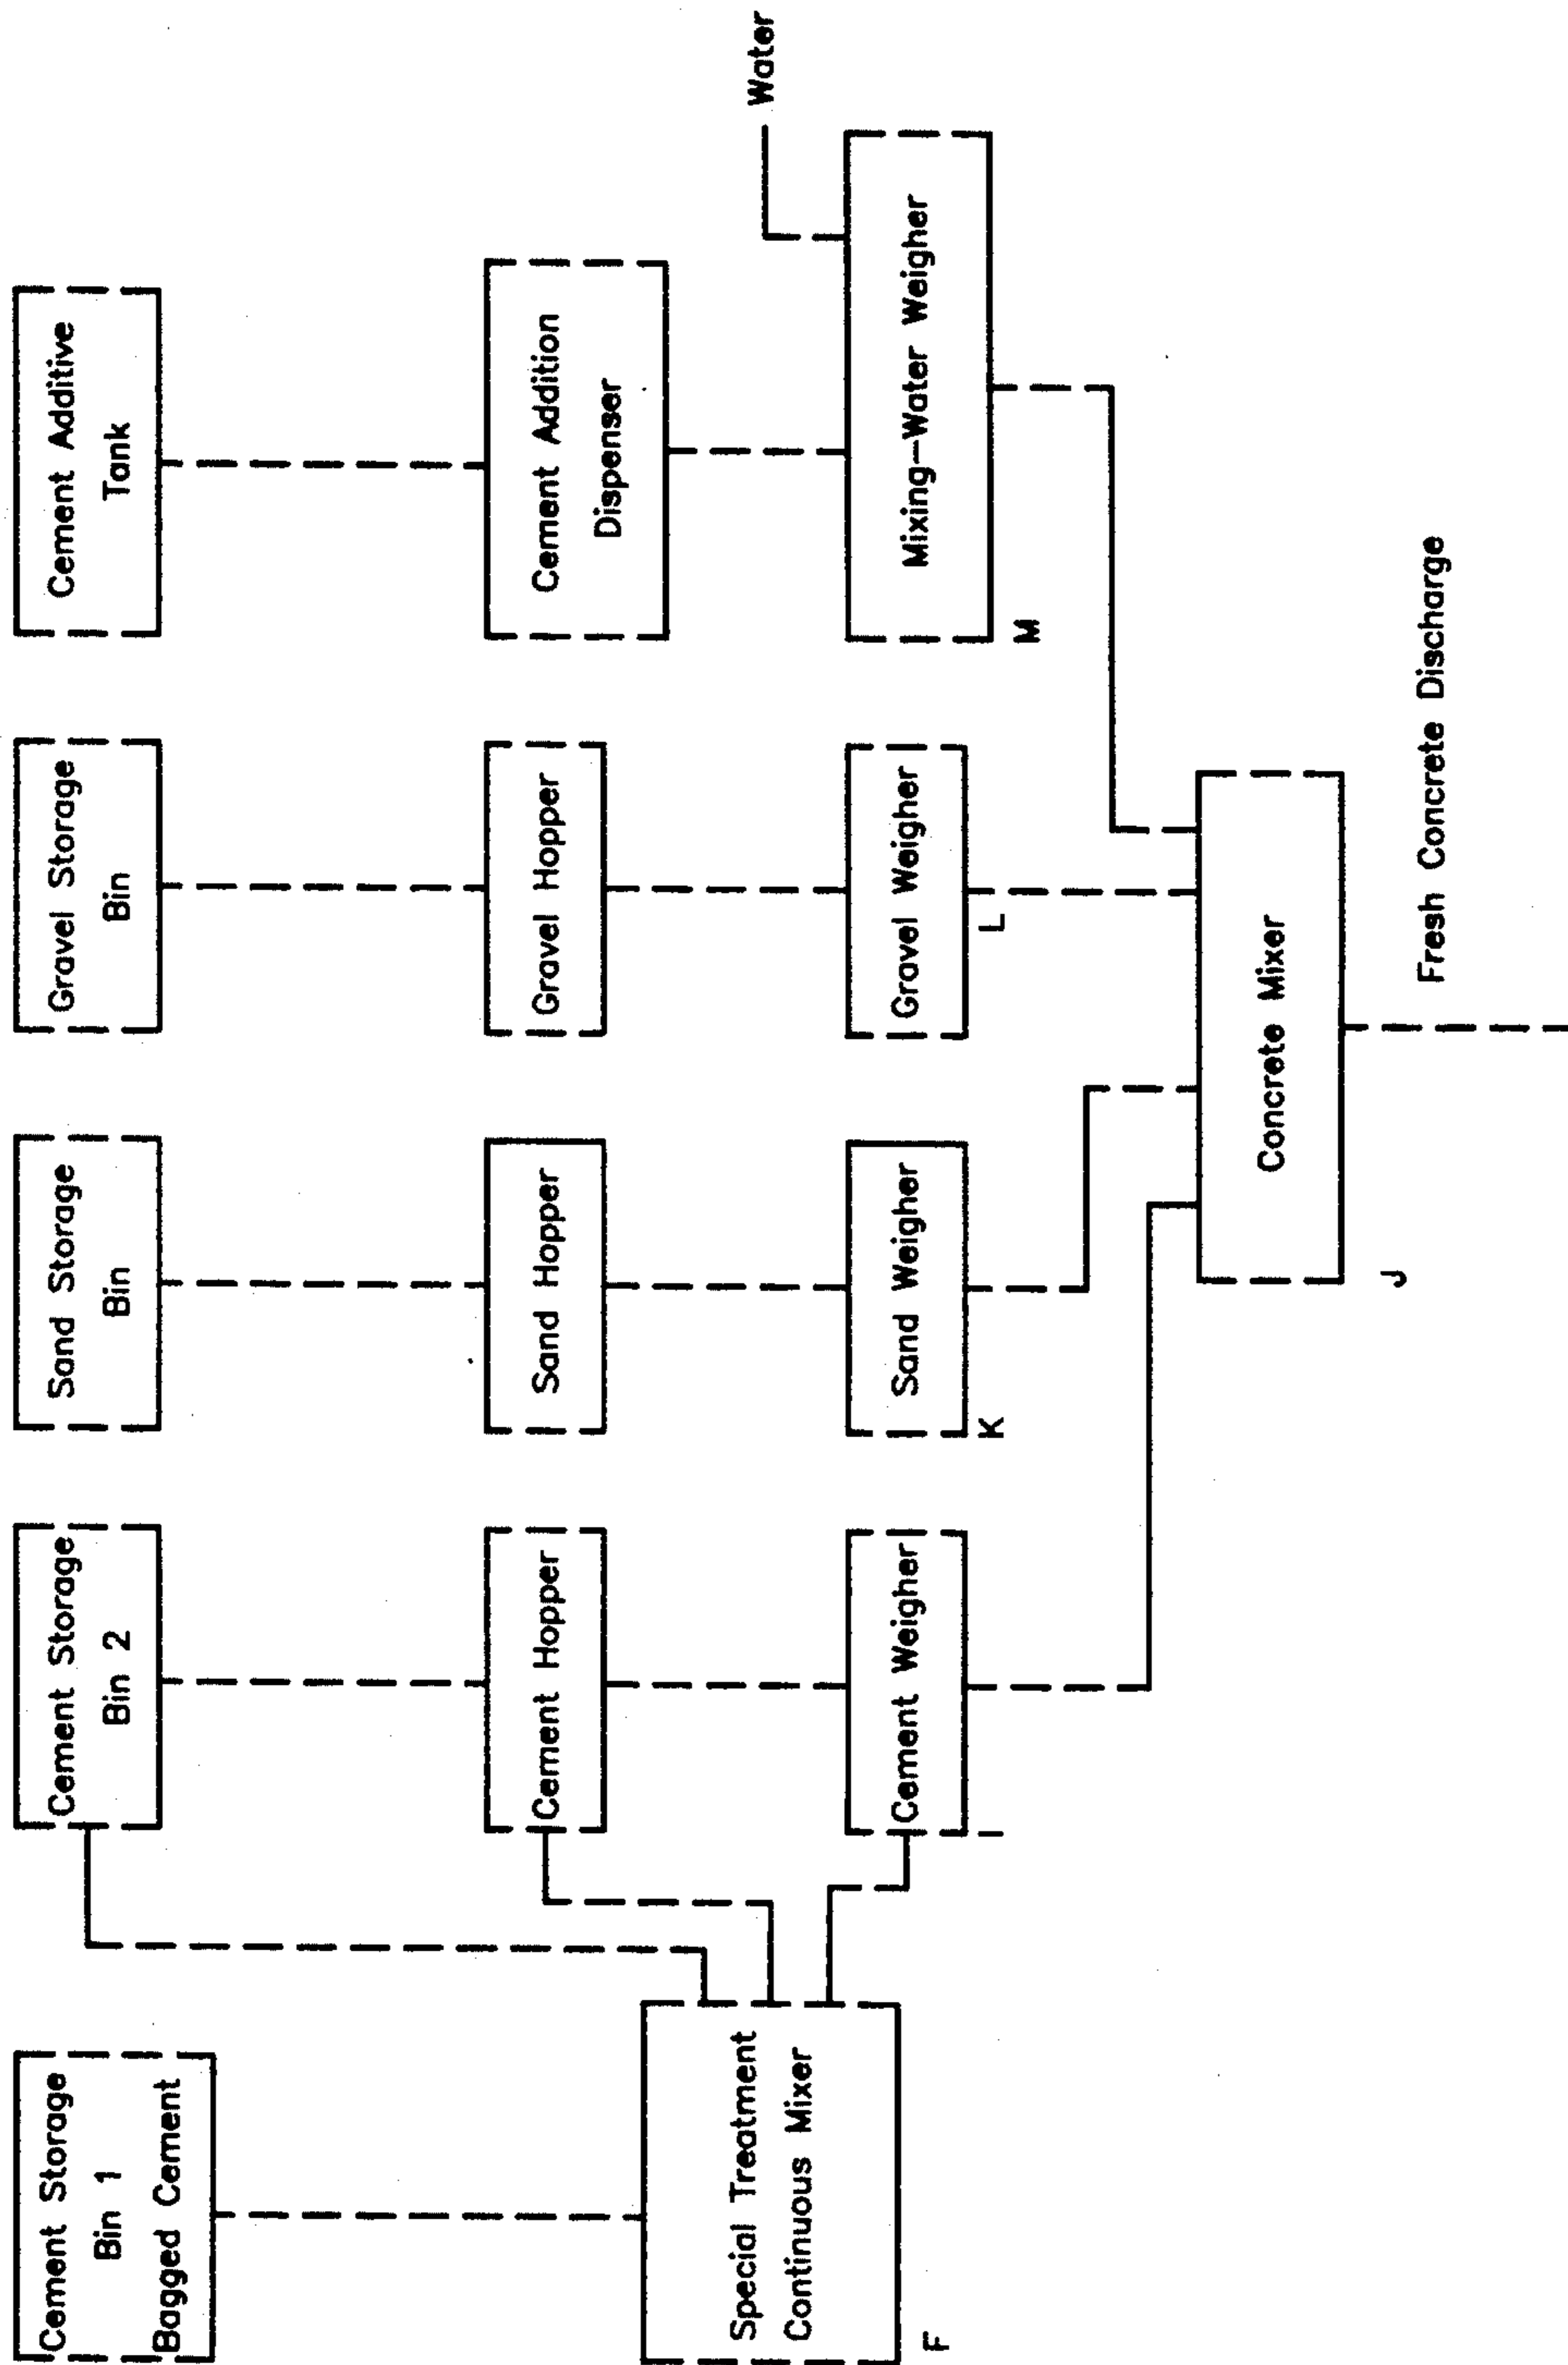 Cement Storage
Bin 1
Bagged Cement
Cement Storage
Bin 2
Sand Storage
Bin
Gravel Storage
Bin
Cement Additive
Tank
Cement Hopper
Sand Hopper
Gravel Hopper
Cement Addition
Dispenser
Special Treatment
Continuous Mixer
F
Water
Cement Weigher
I
Sand Weigher
K
Gravel Weigher
L
Mixing-Water Weigher
M
Concrete Mixer
J
Fresh Concrete Discharge